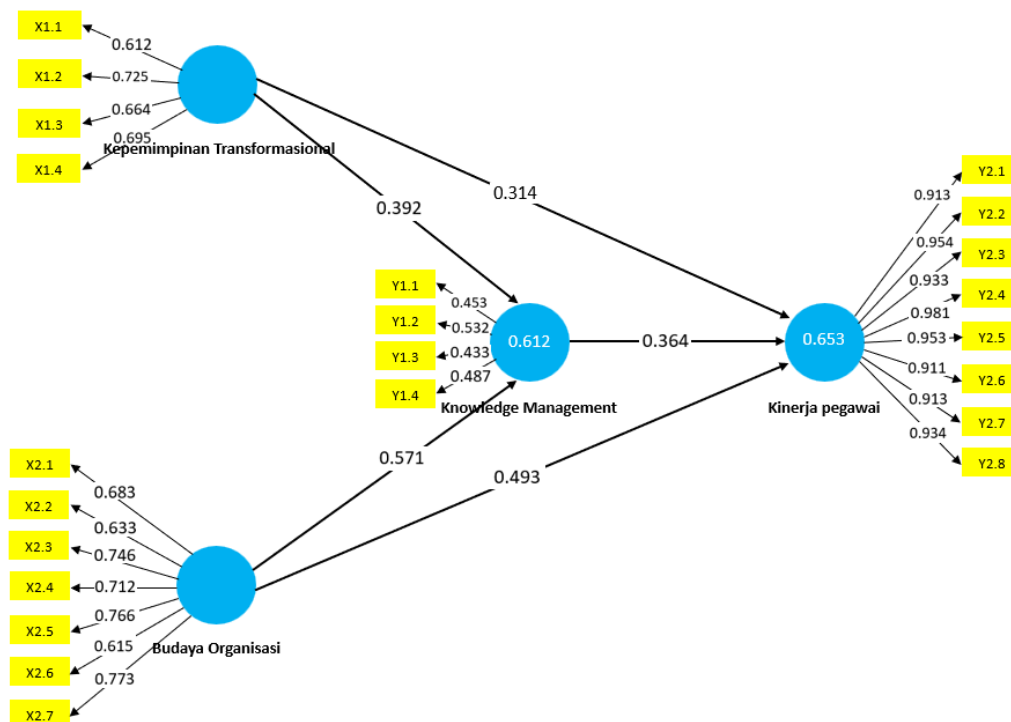 X1.1
0.612
X1.2
0.725
X1.3
0.664
X1.4
0.695
Kepemimpinan Transformasional
0.392
0.314
Y1.1
0.453
Y1.2
0.532
Y1.3
0.433
Y1.4
0.487
0.612
Knowledge Management
0.364
0.653
Kinerja pegawai
Y2.1
0.913
Y2.2
0.954
Y2.3
0.933
Y2.4
0.981
Y2.5
0.953
Y2.6
0.911
Y2.7
0.913
Y2.8
0.934
0.571
0.493
X2.1
0.683
X2.2
0.633
X2.3
0.746
X2.4
0.712
X2.5
0.766
X2.6
0.615
X2.7
0.773
Budaya Organisasi